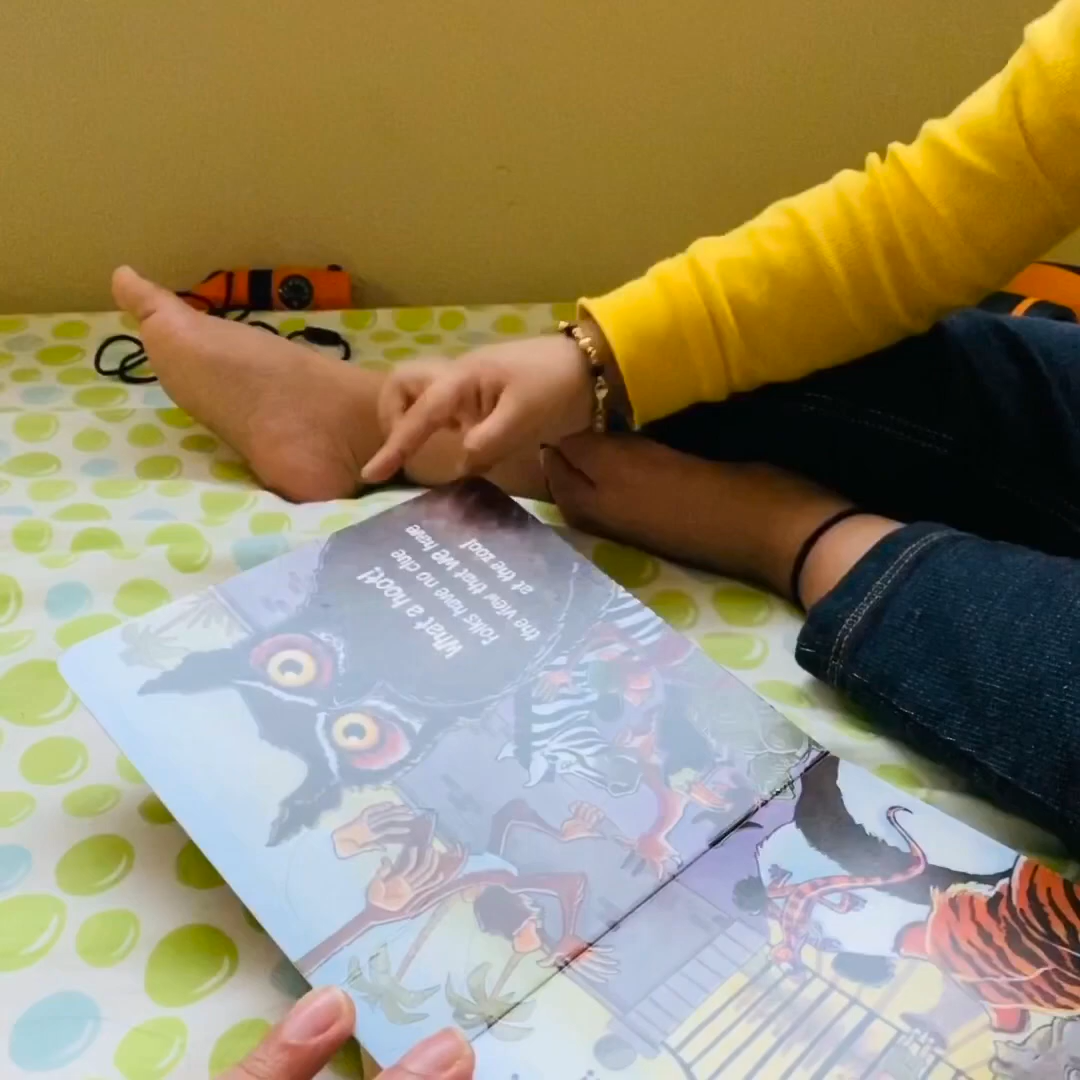 What a hoot!
folks have no clue
the view that we have
at the zoo!